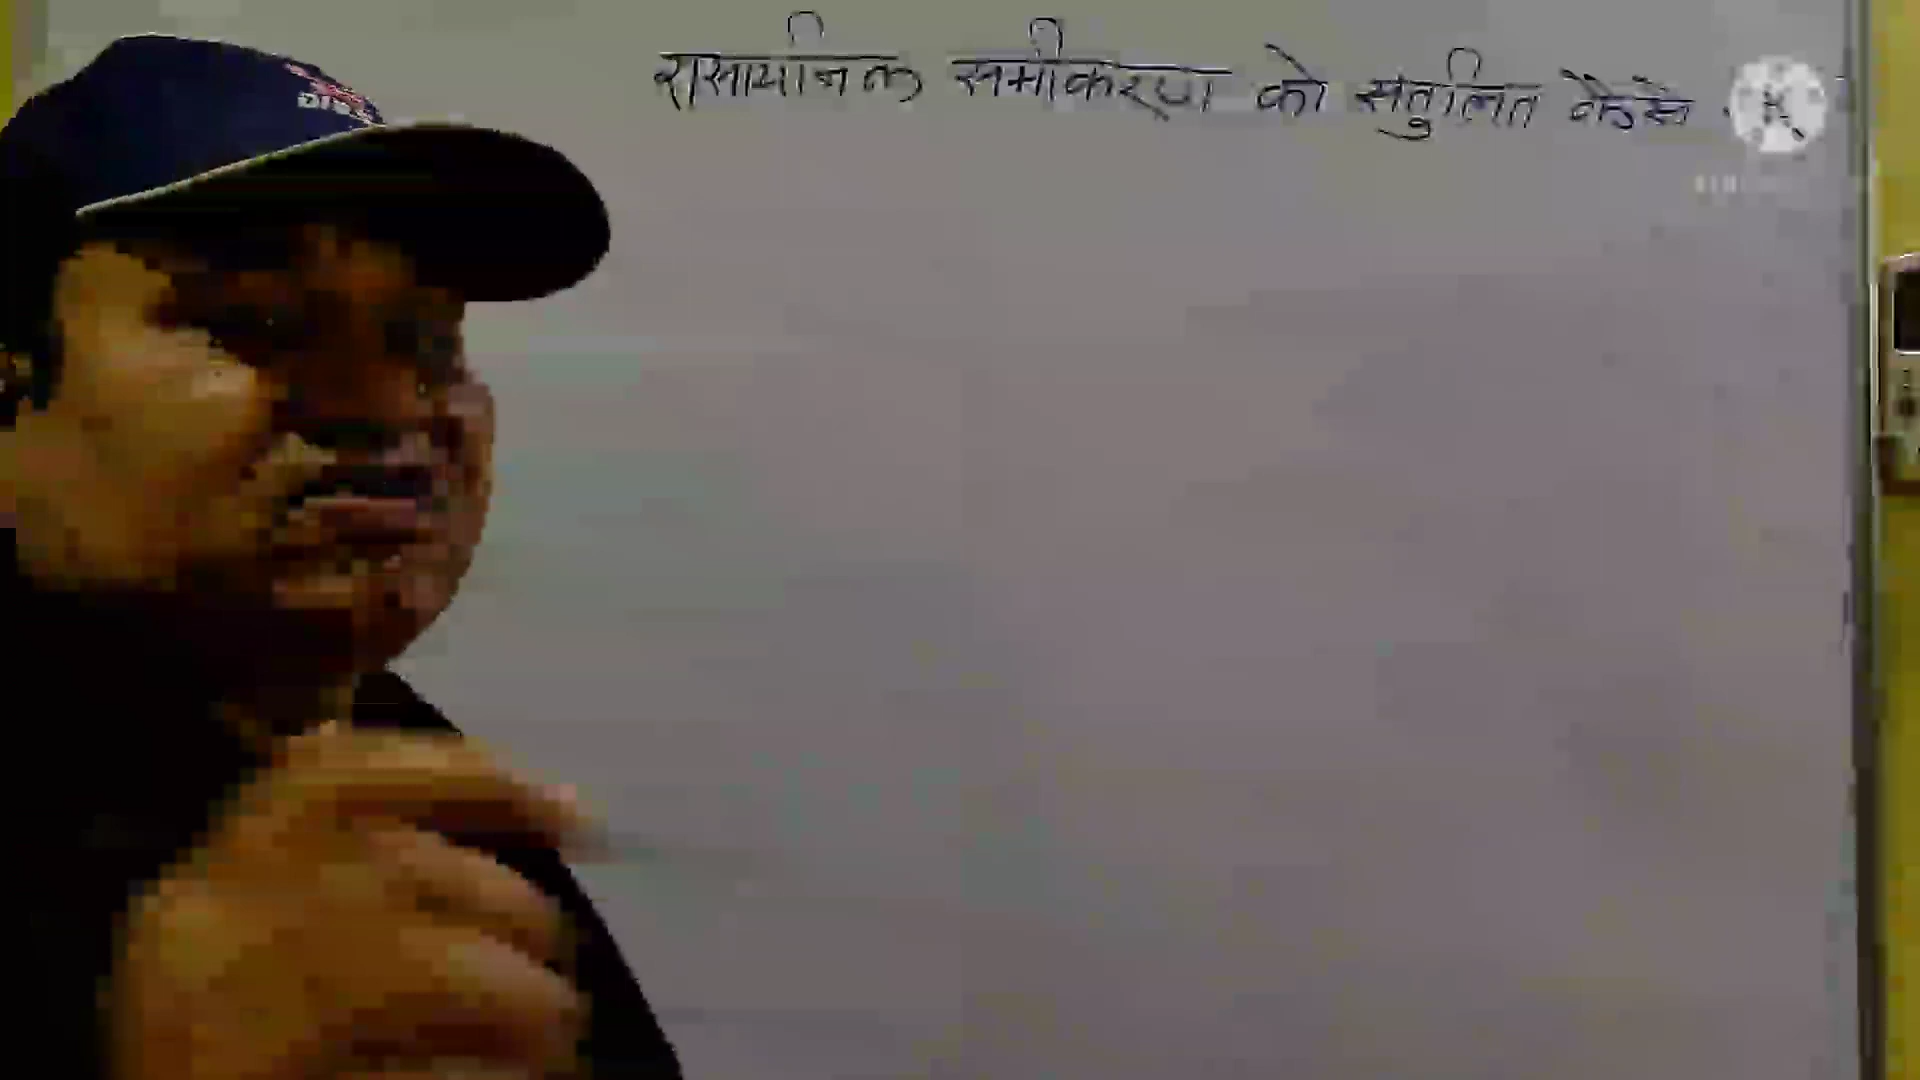 रासायनिक समीकरण को संतुलित कैसे